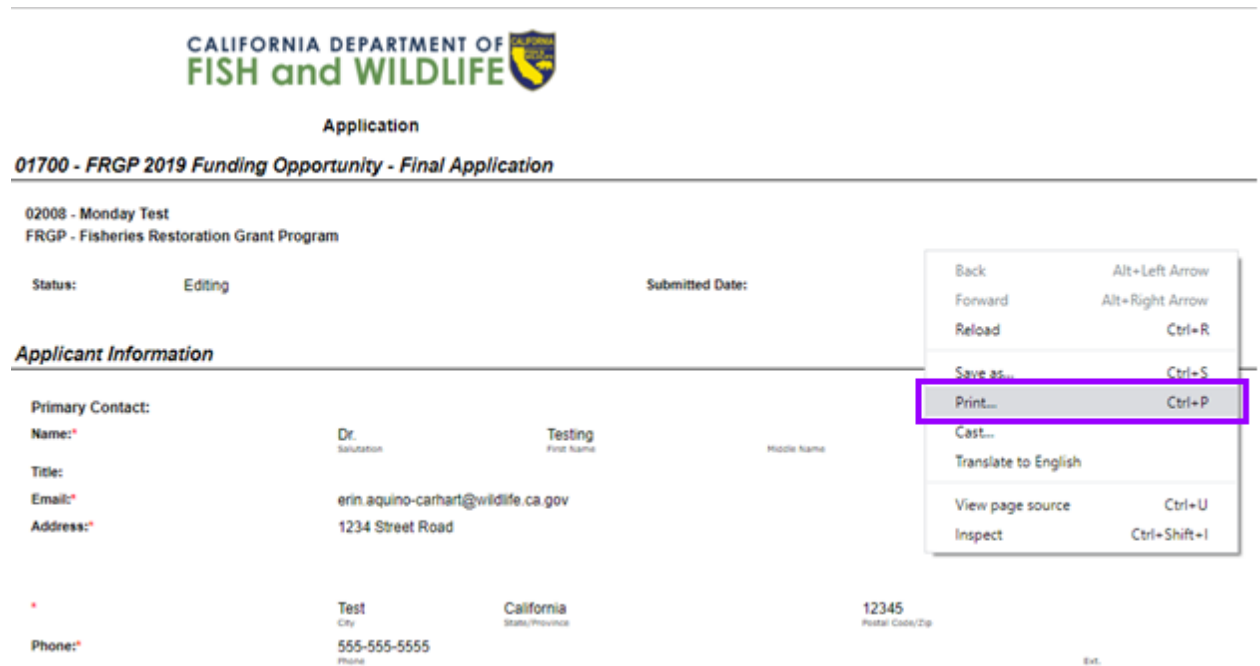 CALIFORNIA DEPARTMENT OF
FISH and WILDLIFE
CALIFORNIA
Application
01700 - FRGP 2019 Funding Opportunity - Final Application
02008 - Monday Test
FRGP - Fisheries Restoration Grant Program
Status: Editing Submitted Date:
Applicant Information
Primary Contact:
Name:* Dr. Testing
Salutation First Name Middle Name
Title:
Email:* erin.aquino-carhart@wildlife.ca.gov
Address:* 1234 Street Road
* Test California 12345
City State/Province Postal Code/Zip
Phone:* 555-555-5555
Phone Ext.
Back Alt+Left Arrow
Forward Alt+Right Arrow
Reload Ctrl+R
Save as... Ctrl+S
Print... Ctrl+P
Cast...
Translate to English
View page source Ctrl+U
Inspect Ctrl+Shift+I